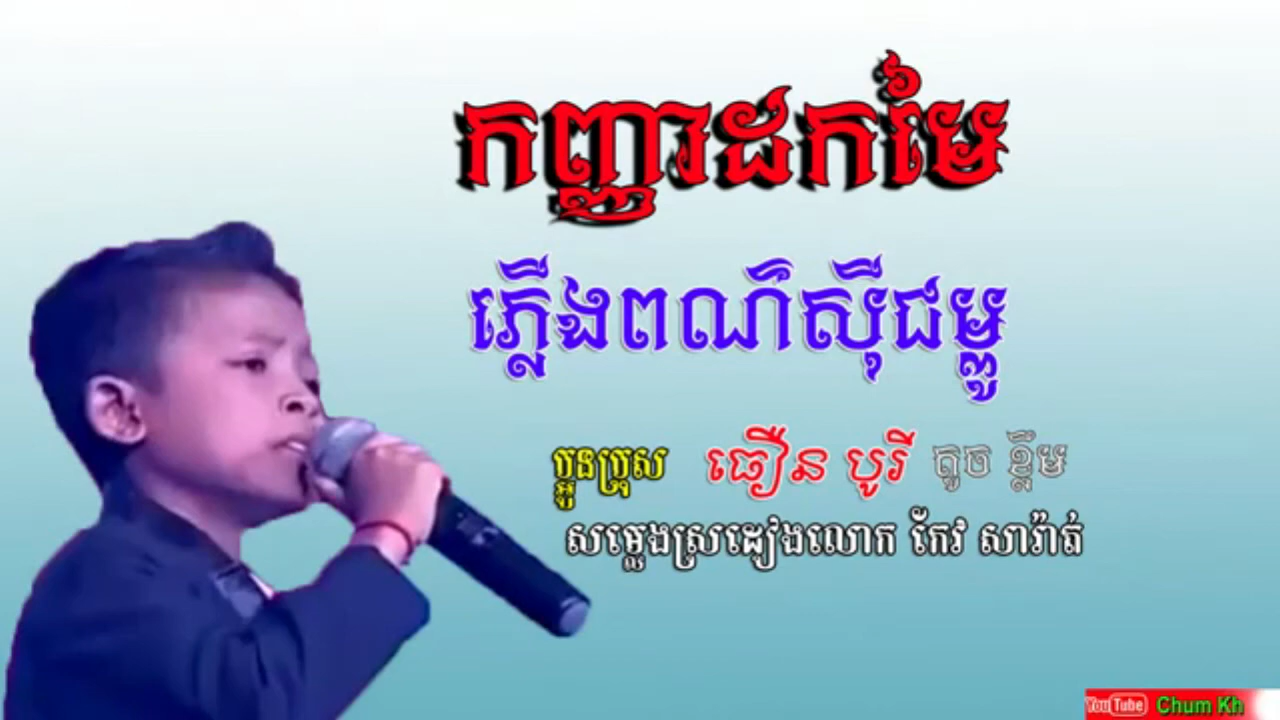 កញ្ញាដកមៃ
ភ្លើងពណ៌ស៊ីជម្ពូ
ប្អូនប្រុស ធឿន បូរី តូច ខ្លឹម
សម្លេងស្រដៀងលោក កែវ សារ៉ាត់
YouTube Chum Kh